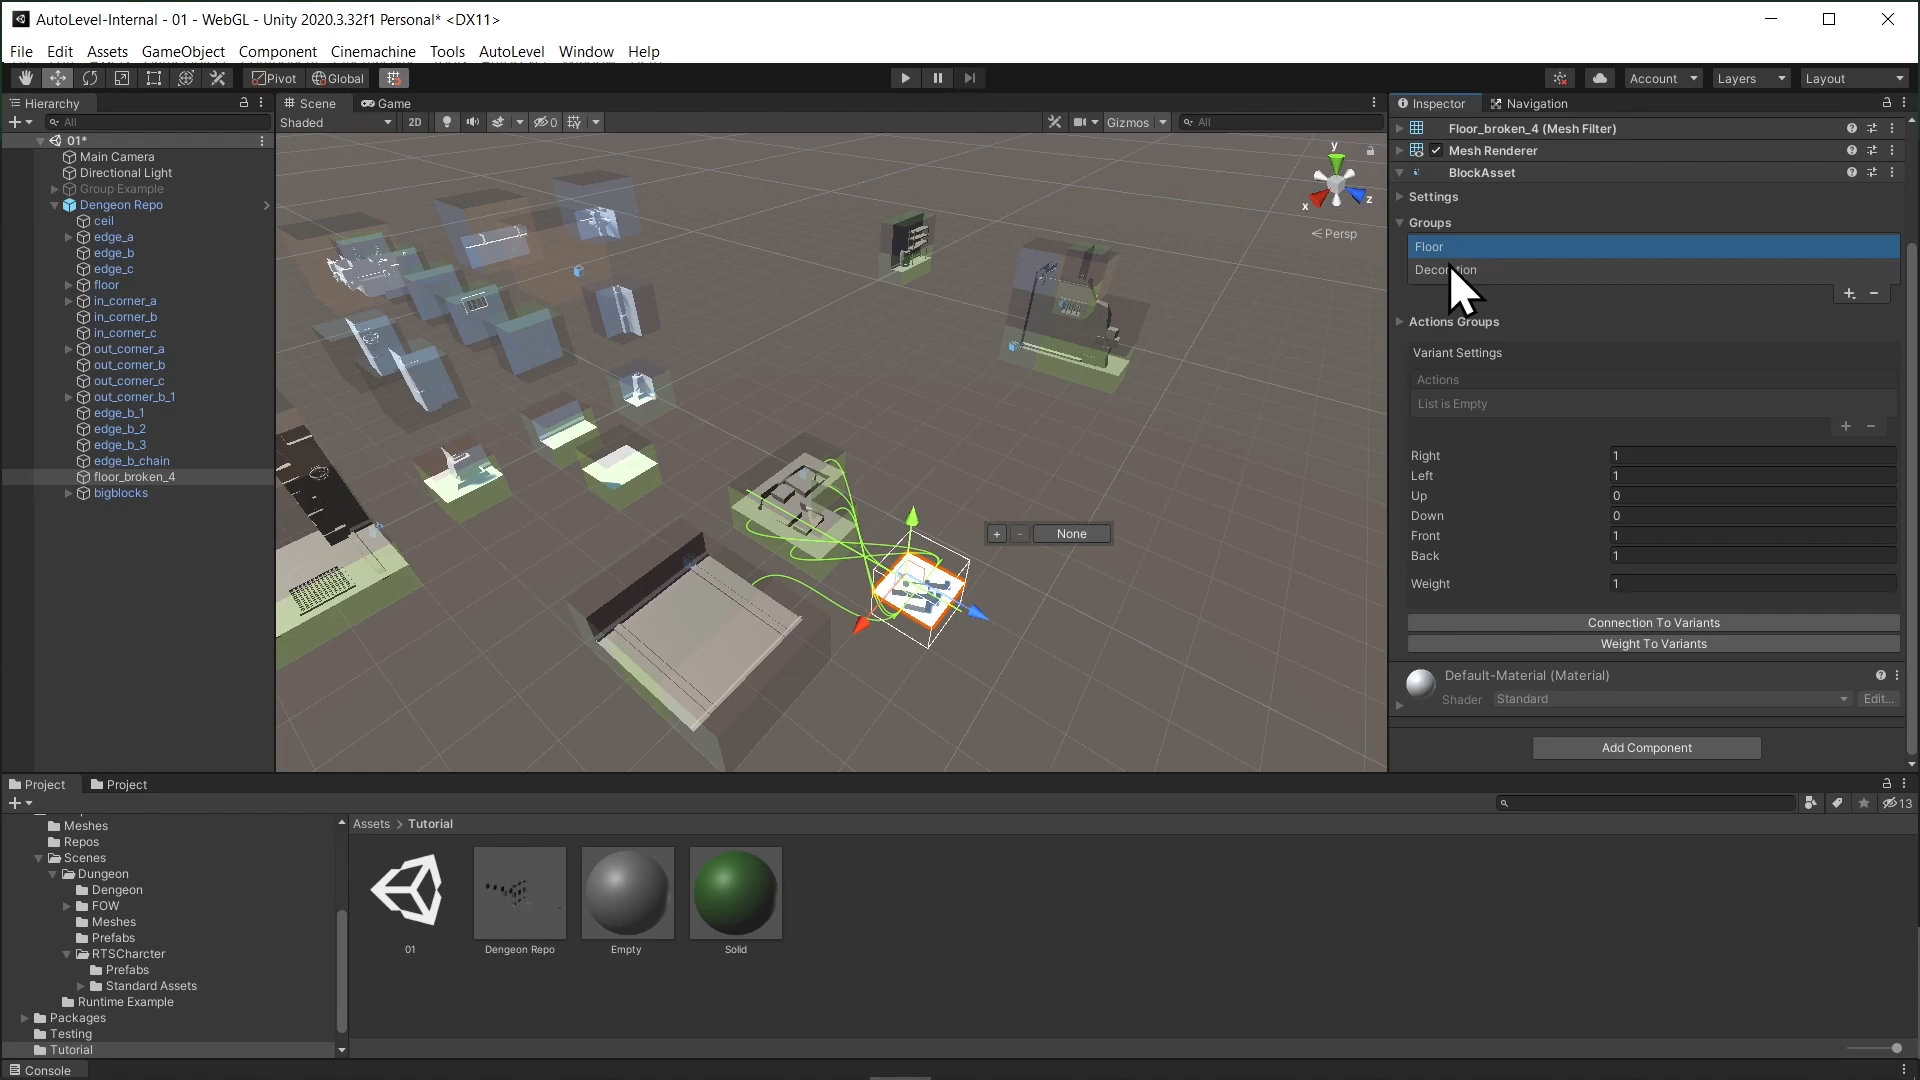 AutoLevel-Internal - 01 - WebGL - Unity 2020.3.32f1 Personal* <DX11>
File Edit Assets GameObject Component Cinemachine Tools AutoLevel Window Help
Pivot Global Account Layers Layout
Hierarchy
All
01*
Main Camera
Directional Light
Group Example
Dengeon Repo
ceil
edge_a
edge_b
edge_c
floor
in_corner_a
in_corner_b
in_corner_c
out_corner_a
out_corner_b
out_corner_c
out_corner_b_1
edge_b_1
edge_b_2
edge_b_3
edge_b_chain
floor_broken_4
bigblocks
Scene Game
Shaded 2D 0 Gizmos All
y
x z
Persp
+ - None
Inspector Navigation
Floor_broken_4 (Mesh Filter)
Mesh Renderer
BlockAsset
Settings
Groups
Floor
Actions Groups
Variant Settings
Actions
List is Empty
Right 1
Left 1
Up 0
Down 0
Front 1
Back 1
Weight 1
Connection To Variants
Weight To Variants
Default-Material (Material)
Shader Standard Edit...
Add Component
Project Project
13
Meshes
Repos
Scenes
Dungeon
Dengeon
FOW
Meshes
Prefabs
RTSCharcter
Prefabs
Standard Assets
Runtime Example
Packages
Testing
Tutorial
Assets > Tutorial
01 Dengeon Repo Empty Solid
Console